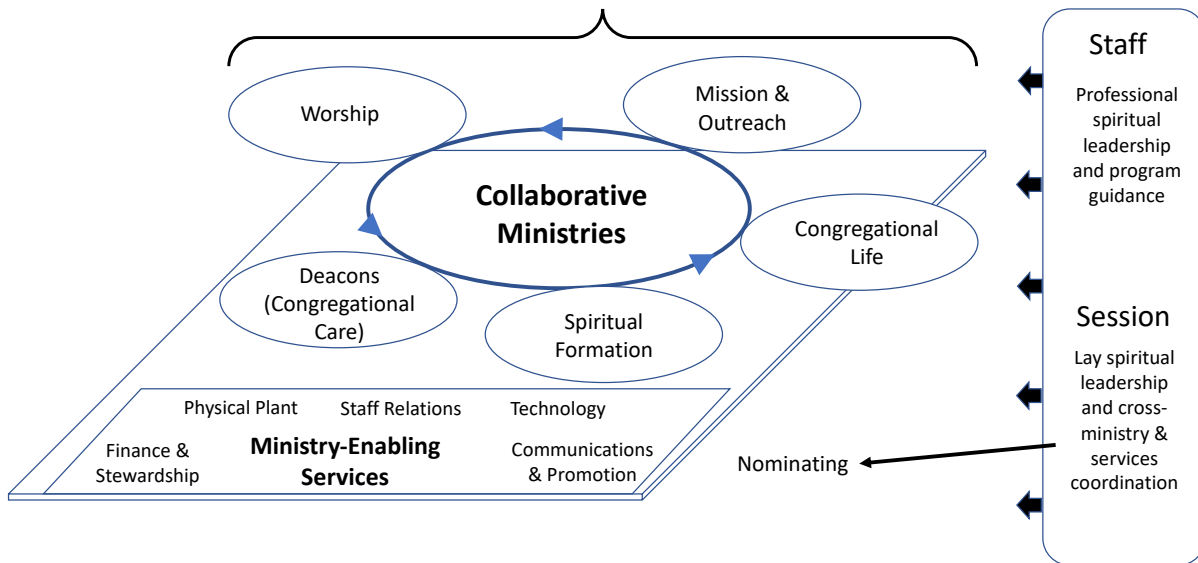 Worship
Mission &
Outreach
Collaborative
Ministries
Congregational
Life
Deacons
(Congregational
Care)
Spiritual
Formation
Physical Plant
Staff Relations
Technology
Finance &
Stewardship
Ministry-Enabling
Services
Communications
& Promotion
Nominating
Staff
Professional
spiritual
leadership
and program
guidance
Session
Lay spiritual
leadership
and cross-
ministry &
services
coordination